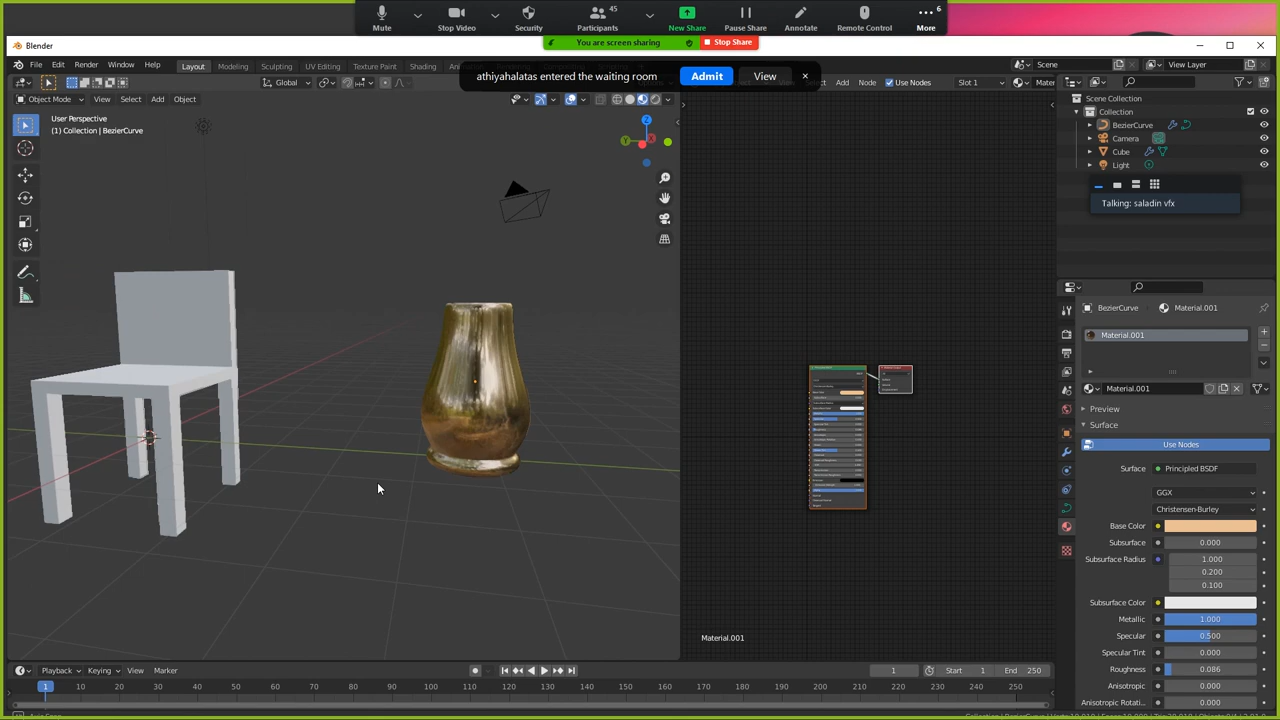 45
6
Mute
Stop Video
Security
Participants
New Share
Pause Share
Annotate
Remote Control
More
You are screen sharing
Stop Share
Blender
File
Edit
Render
Window
Help
Layout
Modeling
Sculpting
UV Editing
Texture Paint
Shading
athiyahalatas entered the waiting room
Admit
View
Scene
View Layer
Global
Add
Node
Use Nodes
Slot 1
Mater
Object Mode
View
Select
Add
Object
Scene Collection
Collection
BezierCurve
Camera
Cube
Light
User Perspective
(1) Collection | BezierCurve
Talking: saladin vfx
BezierCurve
Material.001
Material.001
Material.001
Preview
Surface
Use Nodes
Surface
Principled BSDF
GGX
Christensen-Burley
Base Color
Subsurface
0.000
Subsurface Radius
1.000
0.200
0.100
Subsurface Color
Metallic
1.000
Specular
0.500
Specular Tint
0.000
Roughness
0.086
Anisotropic
0.000
Anisotropic Rotati..
0.000
Material.001
Playback
Keying
View
Marker
1
Start
1
End
250
1
10
20
30
40
50
60
70
80
90
100
110
120
130
140
150
160
170
180
190
200
210
220
230
240
250